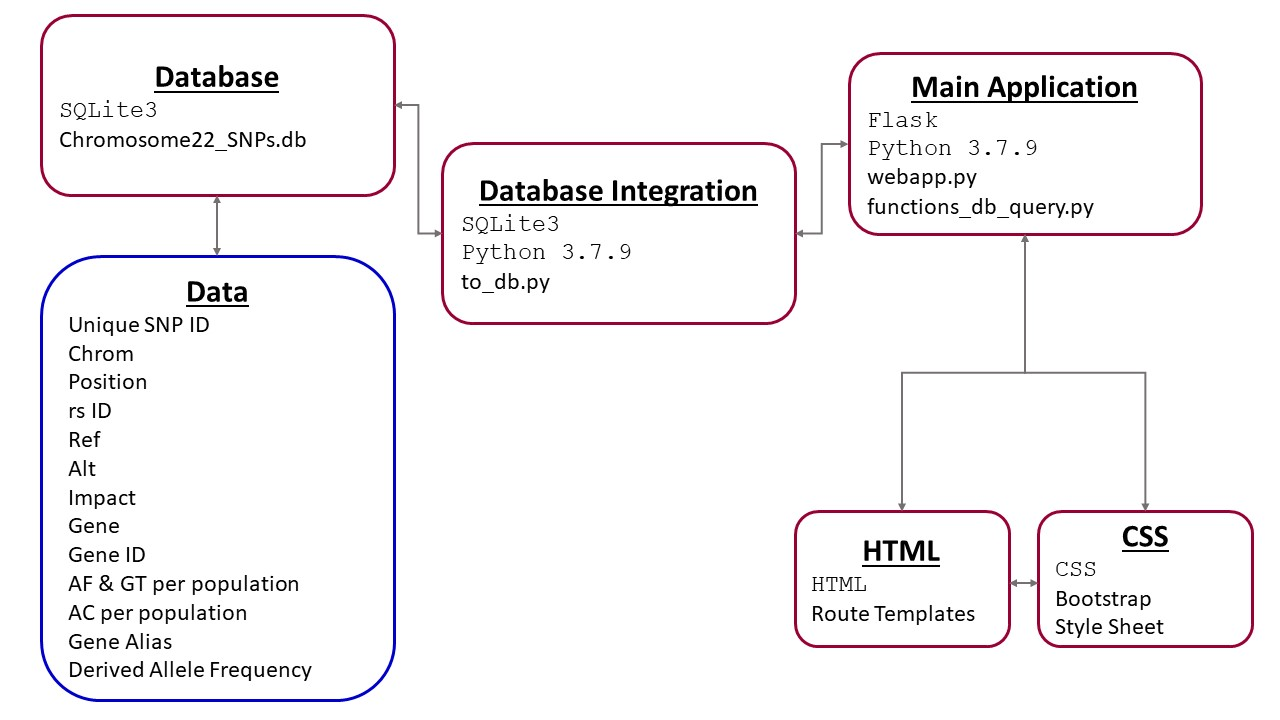 Database
SQLite3
Chromosome22_SNPs.db
Data
Unique SNP ID
Chrom
Position
rs ID
Ref
Alt
Impact
Gene
Gene ID
AF & GT per population
AC per population
Gene Alias
Derived Allele Frequency
Database Integration
SQLite3
Python 3.7.9
to_db.py
Main Application
Flask
Python 3.7.9
webapp.py
functions_db_query.py
HTML
HTML
Route Templates
CSS
CSS
Bootstrap
Style Sheet